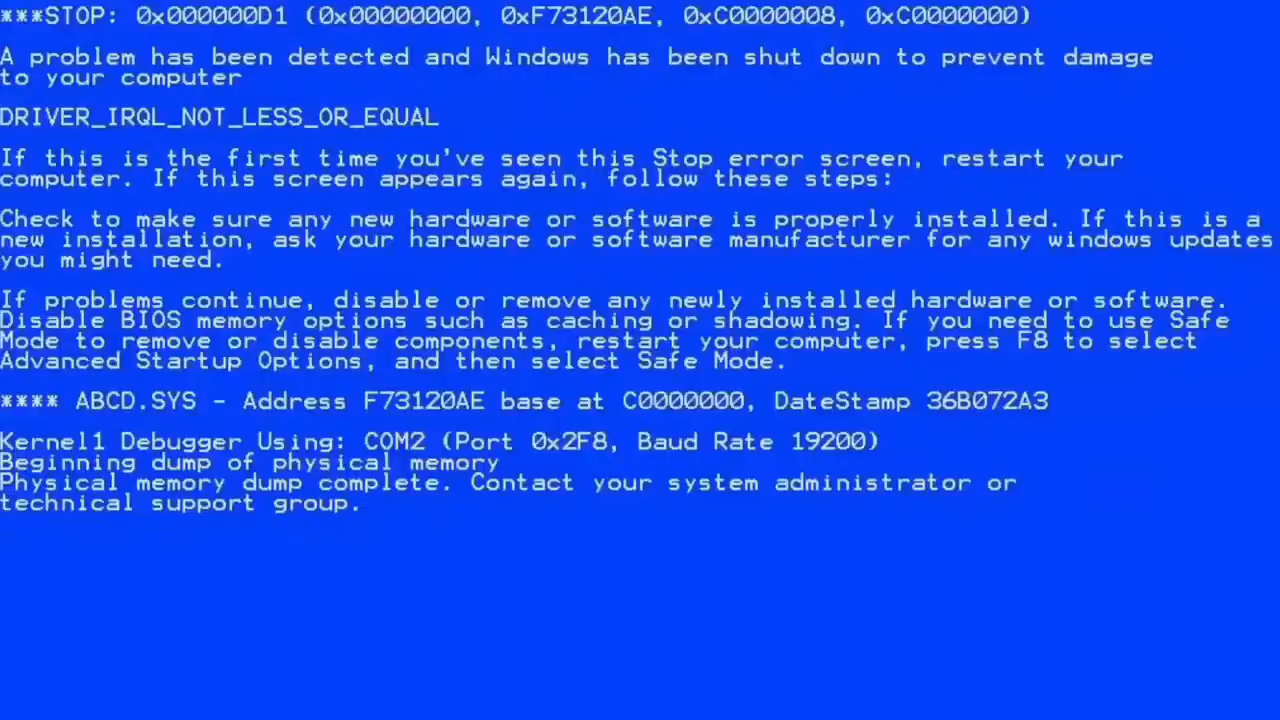 ***STOP: 0x000000D1 (0x00000000, 0xF73120AE, 0xC0000008, 0xC0000000)
A problem has been detected and Windows has been shut down to prevent damage
to your computer
DRIVER_IRQL_NOT_LESS_OR_EQUAL
If this is the first time you've seen this Stop error screen, restart your
computer. If this screen appears again, follow these steps:
Check to make sure any new hardware or software is properly installed. If this is a
new installation, ask your hardware or software manufacturer for any windows updates
you might need.
If problems continue, disable or remove any newly installed hardware or software.
Disable BIOS memory options such as caching or shadowing. If you need to use Safe
Mode to remove or disable components, restart your computer, press F8 to select
Advanced Startup Options, and then select Safe Mode.
**** ABCD.SYS - Address F73120AE base at C0000000, DateStamp 36B072A3
Kernel1 Debugger Using: COM2 (Port 0x2F8, Baud Rate 19200)
Beginning dump of physical memory
Physical memory dump complete. Contact your system administrator or
technical support group.